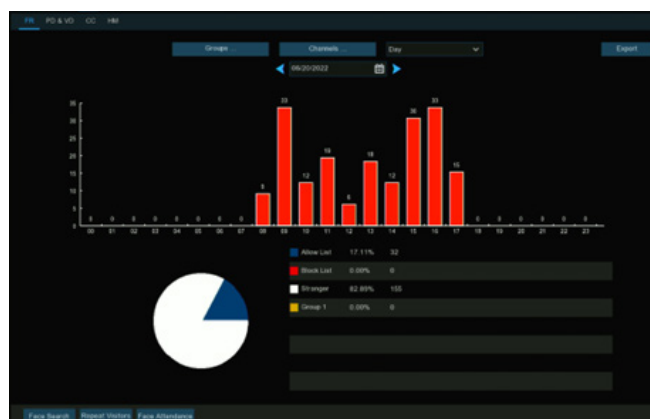 FR PD & VD CC HM
Groups ... Channels ... Day Export
06/20/2022
35
30
25
20
15
10
5
0
0 0 0 0 0 0 0 0 9 33 12 19 6 18 12 33 15 0 0 0 0 0 0
00 01 02 03 04 05 06 07 08 09 10 11 12 13 14 15 16 17 18 19 20 21 22 23
Allow List 17.11% 32
Block List 0.00% 0
Stranger 82.89% 155
Group 1 0.00% 0
Face Search Repeat Visitors Face Attendance